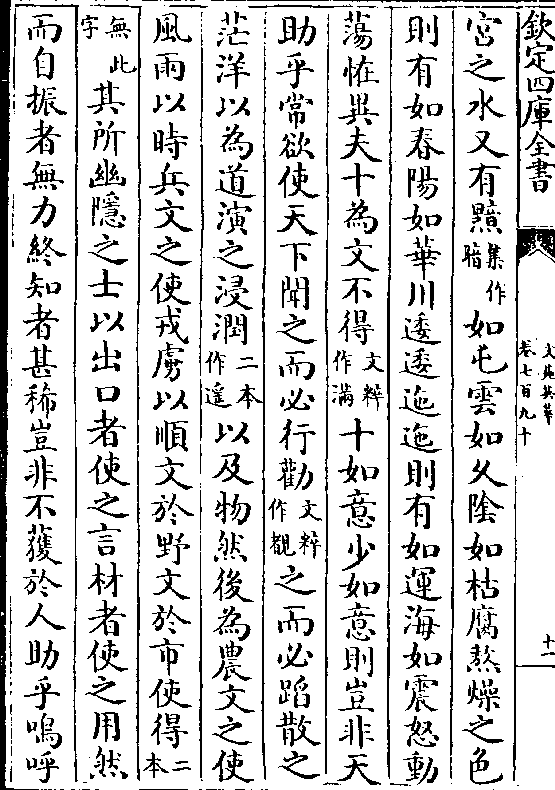 欽定四庫全書
文苑英華
卷七百九十
十一
宮之水又有黯集作黯如屯雲如久陰如枯腐熬燥之色
則有如春陽如華川逶逶迤迤則有如運海如震怒動
蕩怪異夫十為文不得文粹作滿十如意少如意則豈非天
助乎常欲使天下聞之而必行勸文粹作觀之而必蹈散之
茫洋以為道演之浸潤二本作遥以及物然後為農文之使
風雨以時兵文之使戎虜以順文於野文於市使得二本
無此字其所幽隱之士以出口者使之言材者使之用然
而自振者無力終知者甚稀豈非不獲於人助乎嗚呼